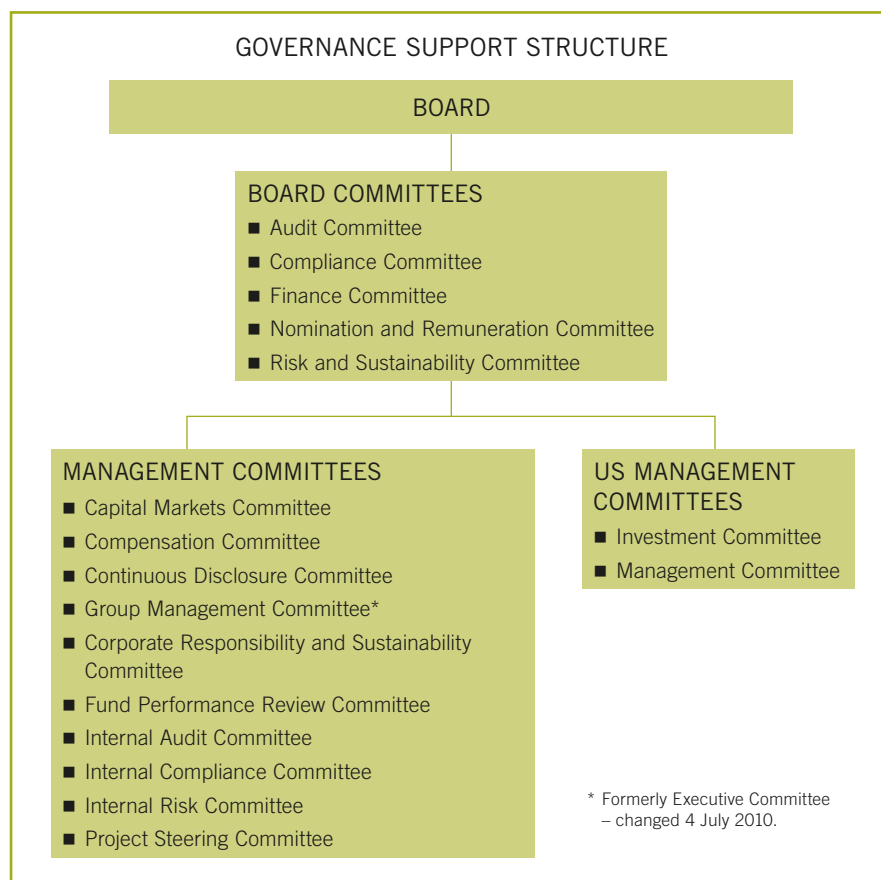 GOVERNANCE SUPPORT STRUCTURE
BOARD
BOARD COMMITTEES
■ Audit Committee
■ Compliance Committee
■ Finance Committee
■ Nomination and Remuneration Committee
■ Risk and Sustainability Committee
MANAGEMENT COMMITTEES
■ Capital Markets Committee
■ Compensation Committee
■ Continuous Disclosure Committee
■ Group Management Committee*
■ Corporate Responsibility and Sustainability
Committee
■ Fund Performance Review Committee
■ Internal Audit Committee
■ Internal Compliance Committee
■ Internal Risk Committee
■ Project Steering Committee
US MANAGEMENT
COMMITTEES
■ Investment Committee
■ Management Committee
* Formerly Executive Committee
– changed 4 July 2010.